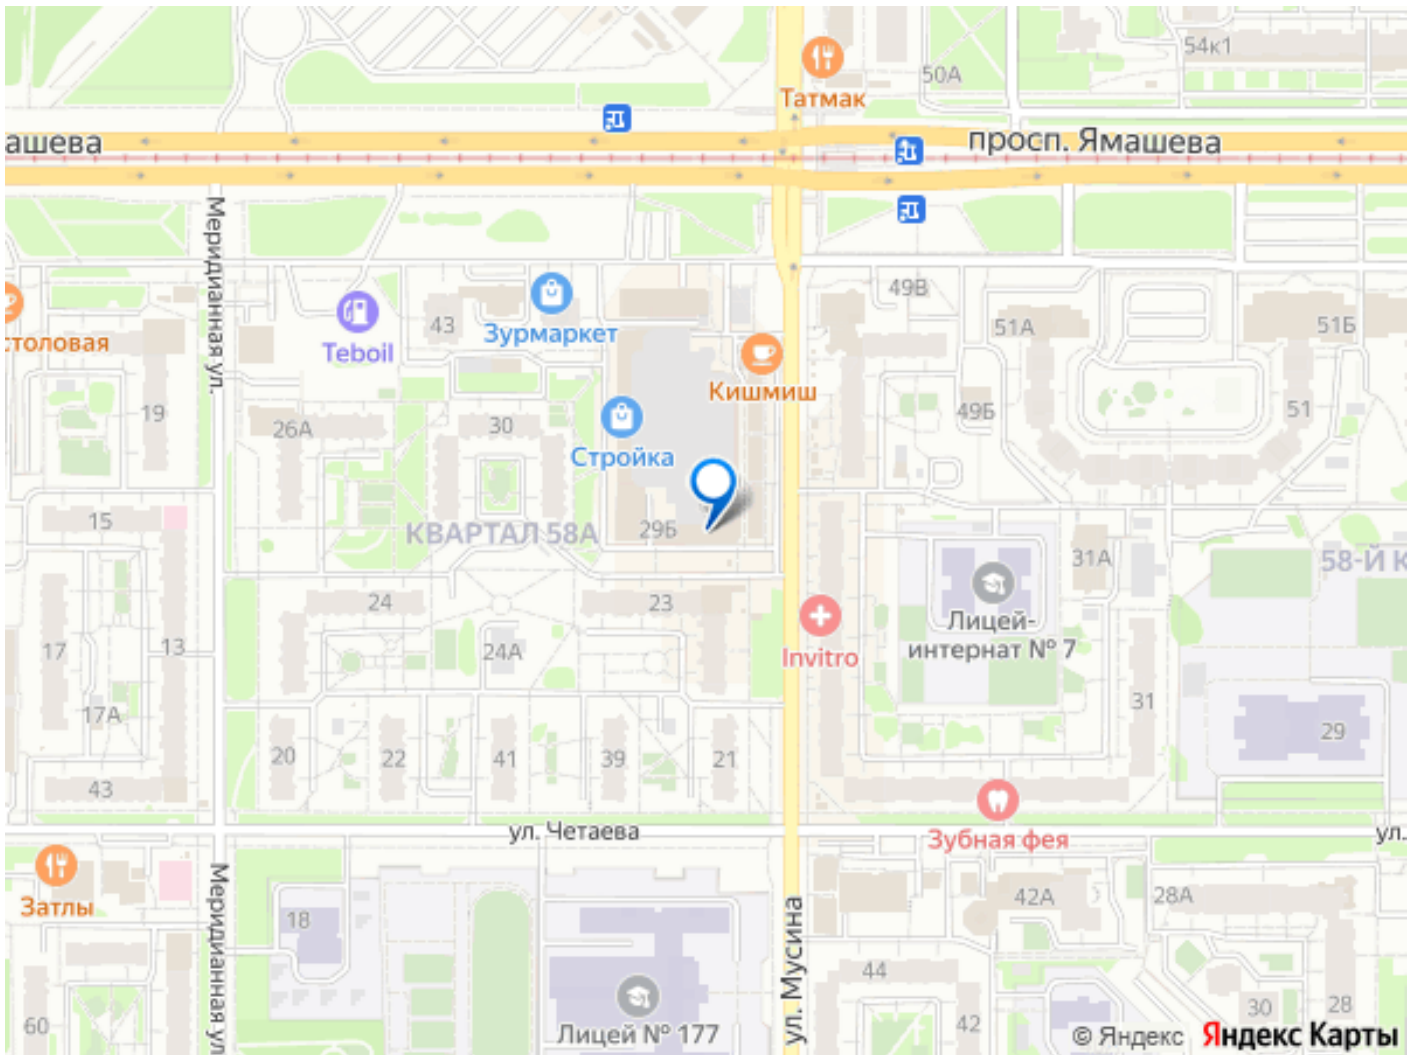 54к1
50А
Татмак
ашева
просп. Ямашева
Меридианная ул.
49В
43
Зурмаркет
51А
51Б
столовая
Teboil
Кишмиш
19
26А
30
49Б
51
Стройка
15
КВАРТАЛ 58А
29Б
31А
58-Й К
24
23
Лицей-
интернат № 7
17
13
24А
Invitro
17А
31
20
22
41
39
21
29
43
ул. Четаева
Зубная фея
ул.
Затлы
Меридианная ул
18
ул. Мусина
42А
28А
44
60
Лицей № 177
42
30
28
© Яндекс Яндекс Карты